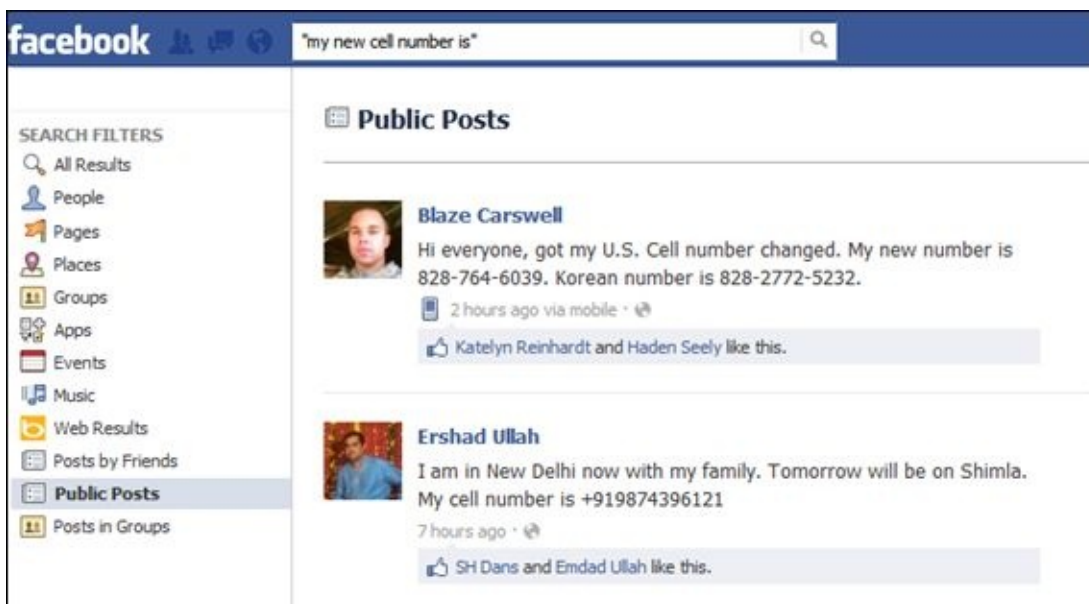 facebook
"my new cell number is"
SEARCH FILTERS
All Results
People
Pages
Places
Groups
Apps
Events
Music
Web Results
Posts by Friends
Public Posts
Posts in Groups
Public Posts
Blaze Carswell
Hi everyone, got my U.S. Cell number changed. My new number is
828-764-6039. Korean number is 828-2772-5232.
2 hours ago via mobile ·
Katelyn Reinhardt and Haden Seely like this.
Ershad Ullah
I am in New Delhi now with my family. Tomorrow will be on Shimla.
My cell number is +919874396121
7 hours ago ·
SH Dans and Emdad Ullah like this.